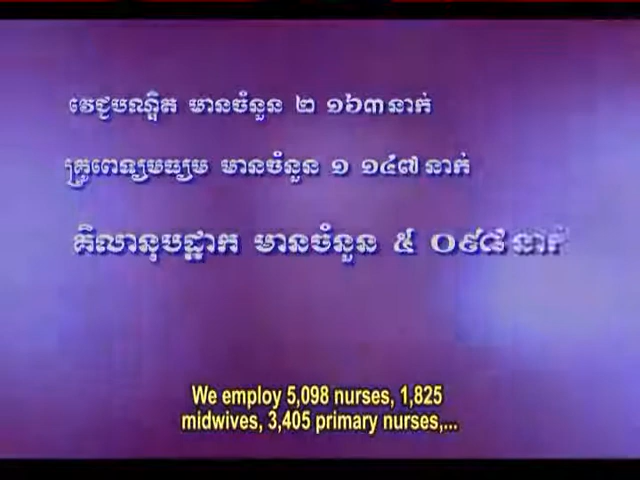 វេជ្ជបណ្ឌិត មានចំនួន ២ ១៦៣ នាក់
គ្រូពេទ្យមធ្យម មានចំនួន ១ ១៤៧ នាក់
គិលានុបដ្ឋាក មានចំនួន ៥ ០៩៨ នាក់
We employ 5,098 nurses, 1,825
midwives, 3,405 primary nurses,...